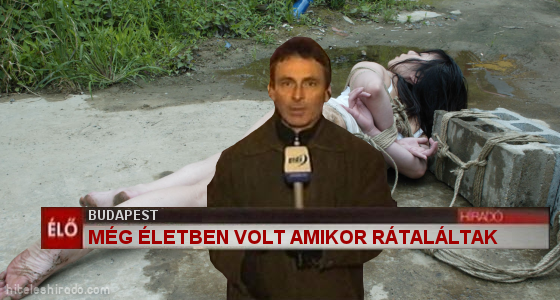 BUDAPEST
HÍRADÓ
ÉLŐ
MÉG ÉLETBEN VOLT AMIKOR RÁTALÁLTAK
hiteleshirado.com